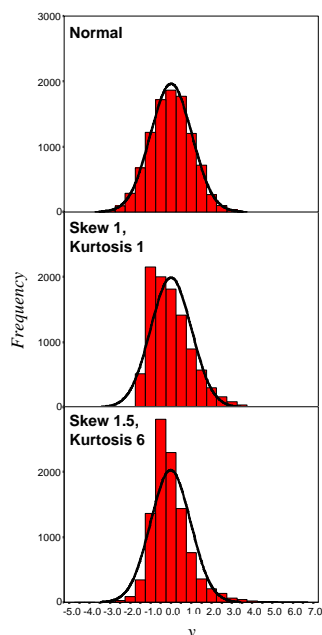 3000
Normal
2000
1000
0
Skew 1,
Kurtosis 1
2000
1000
0
Skew 1.5,
Kurtosis 6
2000
1000
0
Frequency
-5.0 -4.0 -3.0 -2.0 -1.0 0.0 1.0 2.0 3.0 4.0 5.0 6.0 7.0
y